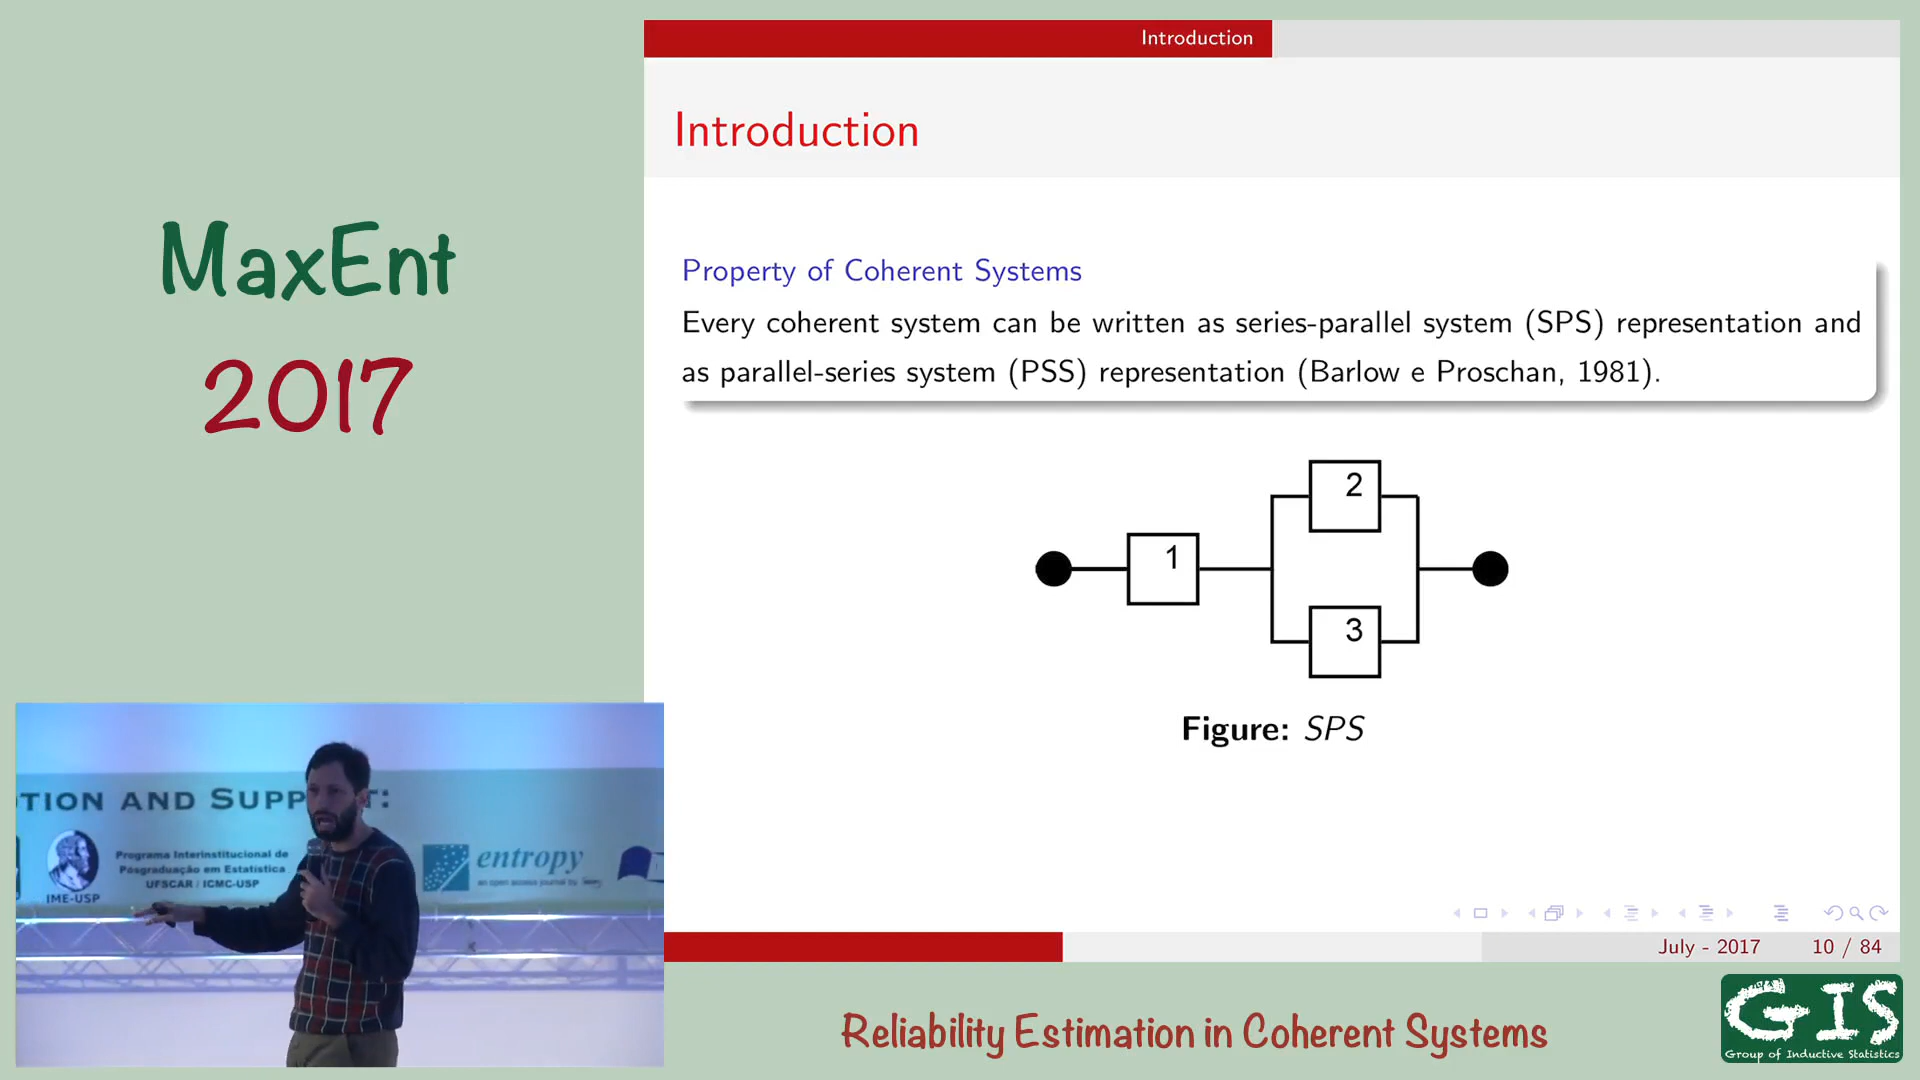 MaxEnt
2017
Introduction
Introduction
Property of Coherent Systems
Every coherent system can be written as series-parallel system (SPS) representation and
as parallel-series system (PSS) representation (Barlow e Proschan, 1981).
1
2
3
Figure: SPS
July - 2017 10 / 84
TION AND SUPP T:
IME-USP
Programa Interinstitucional de
Pósgraduação em Estatística
UFSCAR / ICMC-USP
entropy
an open access journal by
Reliability Estimation in Coherent Systems
GIS
Group of Inductive Statistics